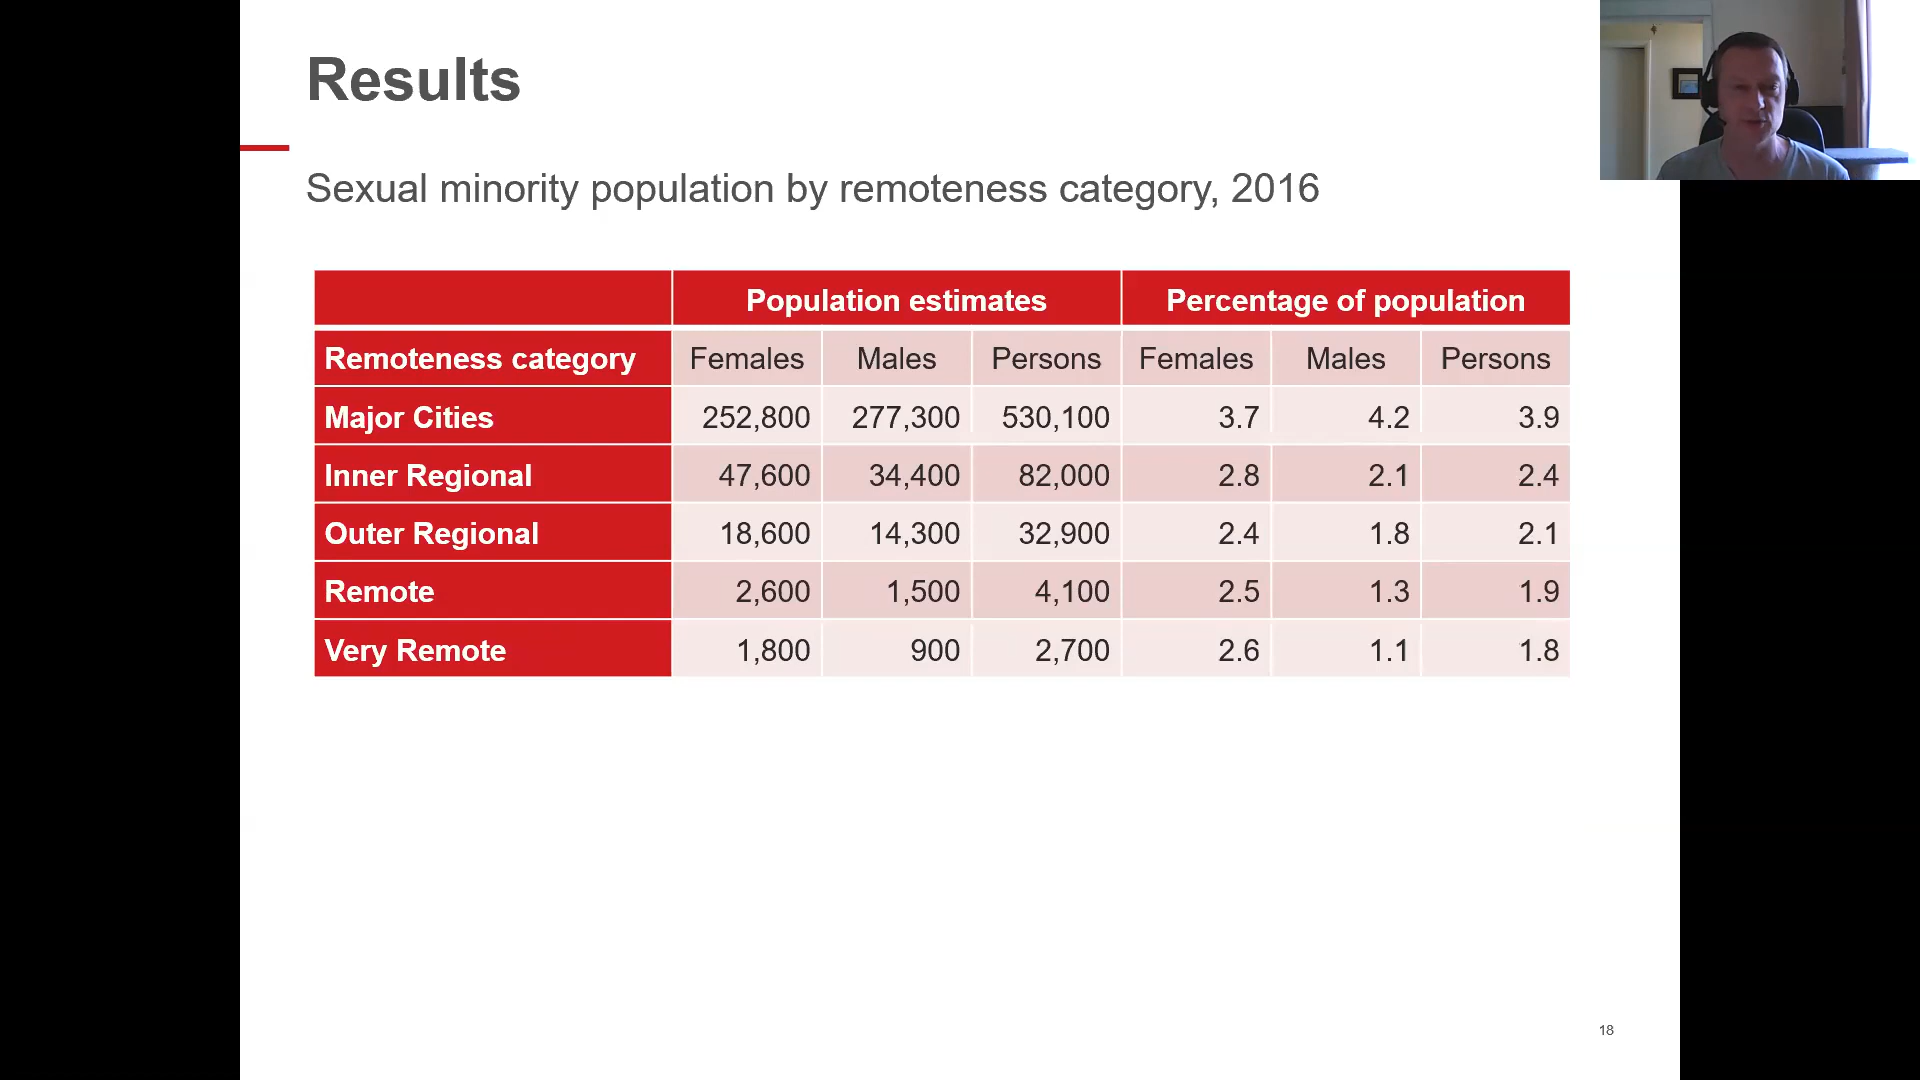 Results
Sexual minority population by remoteness category, 2016
Population estimates Percentage of population
Remoteness category Females Males Persons Females Males Persons
Major Cities 252,800 277,300 530,100 3.7 4.2 3.9
Inner Regional 47,600 34,400 82,000 2.8 2.1 2.4
Outer Regional 18,600 14,300 32,900 2.4 1.8 2.1
Remote 2,600 1,500 4,100 2.5 1.3 1.9
Very Remote 1,800 900 2,700 2.6 1.1 1.8
18